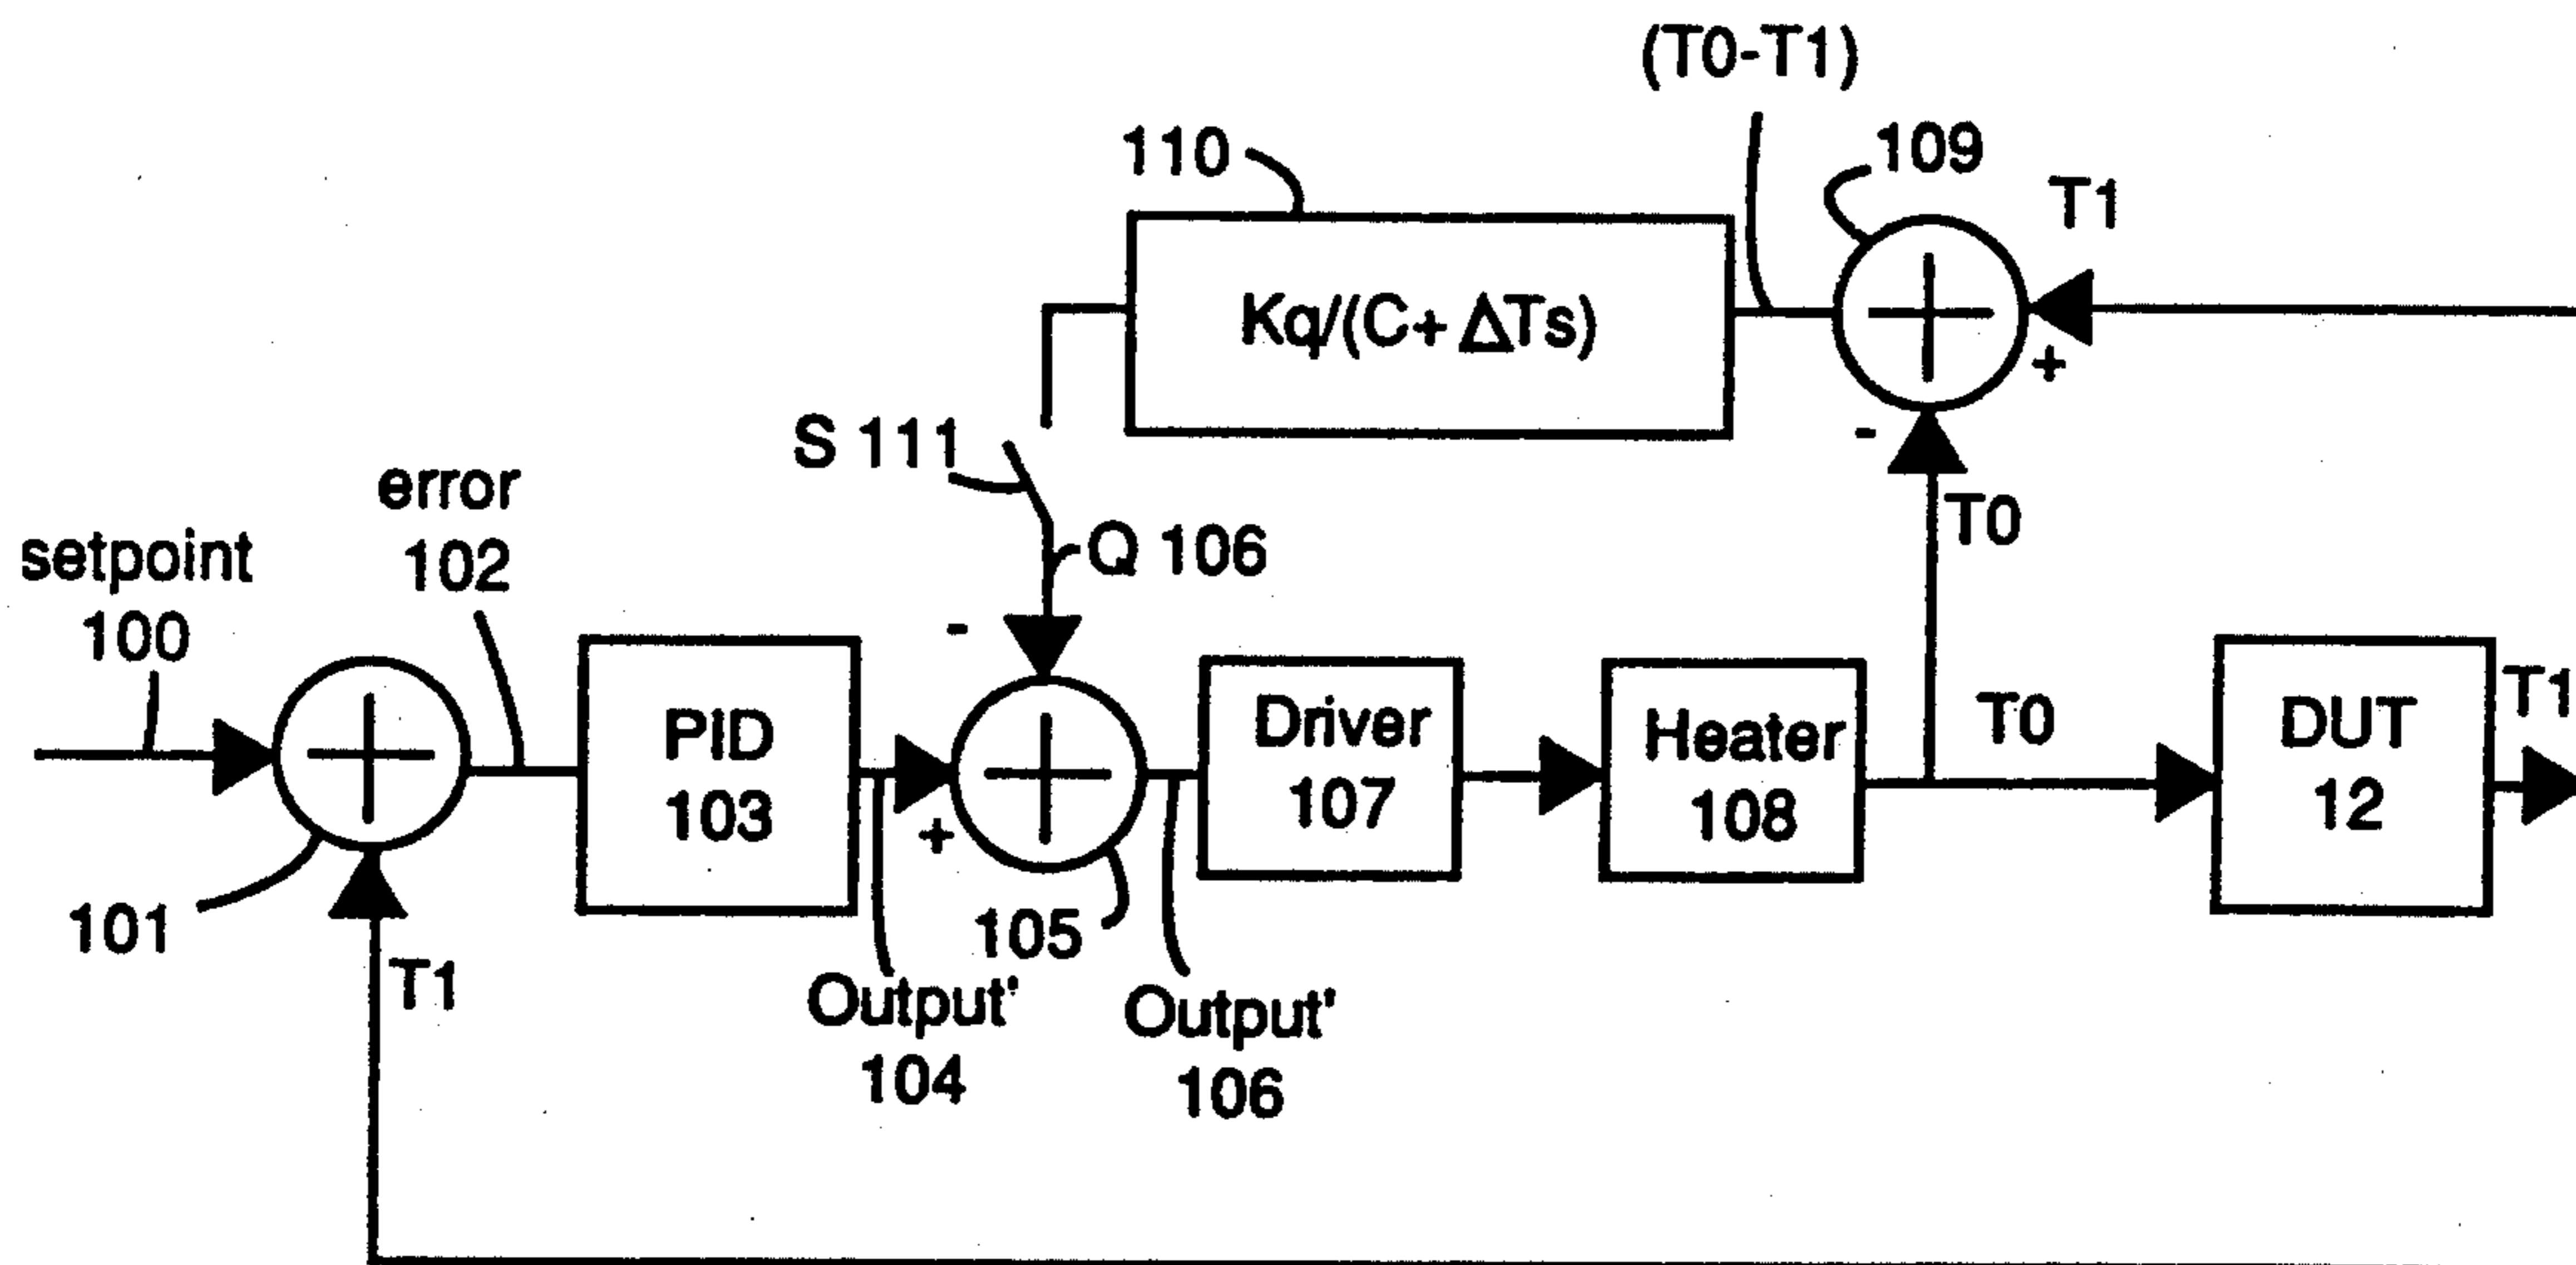 (T0-T1)
110
109
T1
Kq/(C+ΔTs)
+
-
S 111
T0
error
102
Q 106
setpoint
100
-
PID
103
Driver
107
Heater
108
T0
DUT
12
T1
+
101
105
T1
Output'
104
Output'
106